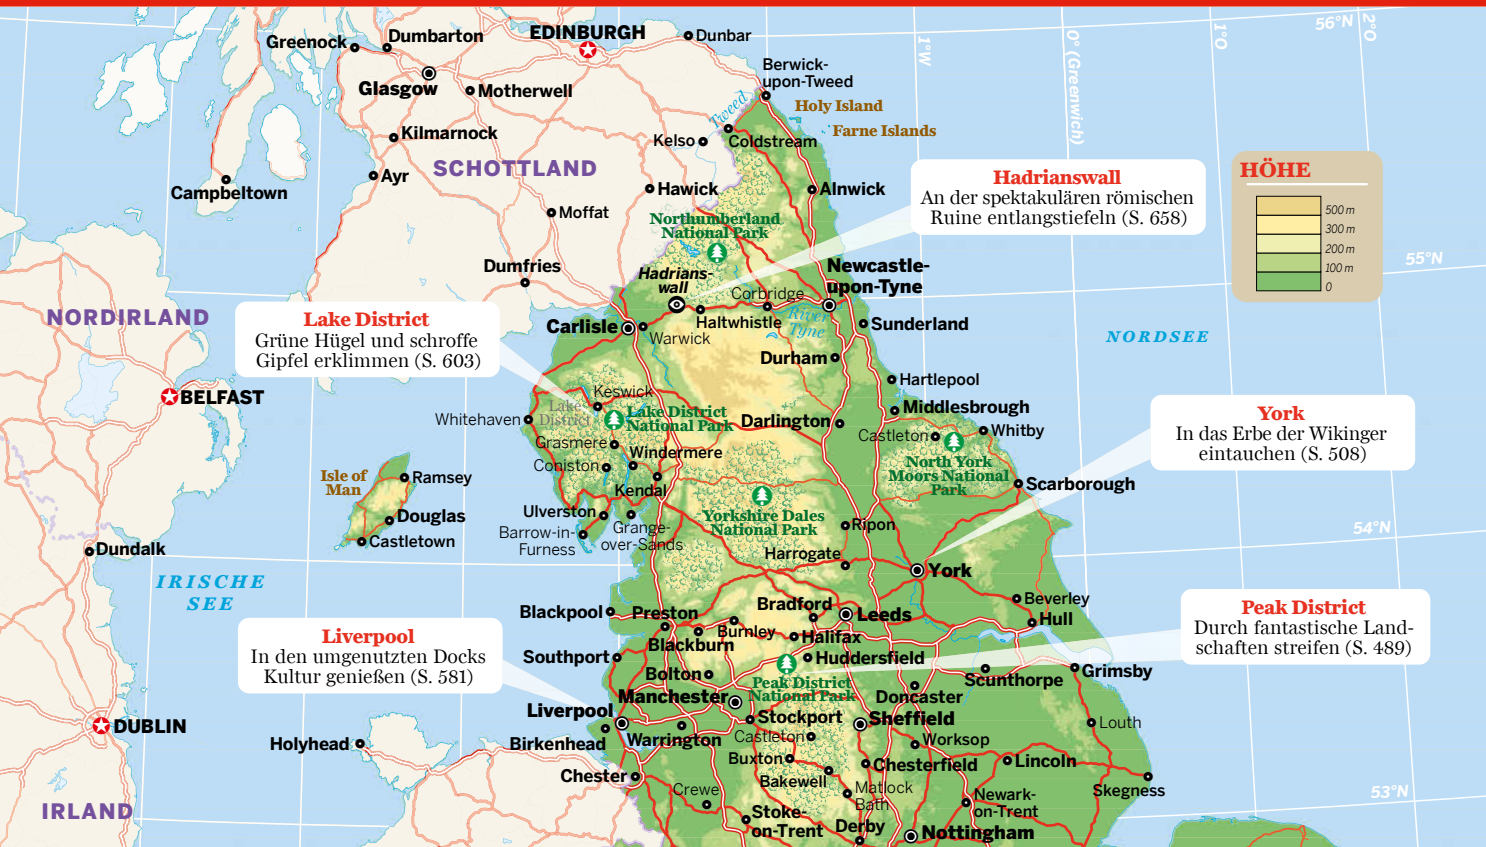 56°N
2°O
1°W
0° (Greenwich)
1°O
Greenock
Dumbarton
EDINBURGH
Dunbar
Glasgow
Motherwell
Berwick-
upon-Tweed
Holy Island
Tweed
Farne Islands
Kilmarnock
Kelso
Coldstream
SCHOTTLAND
Ayr
Campbeltown
Hawick
Alnwick
Moffat
Northumberland
National Park
Hadrianswall
An der spektakulären römischen
Ruine entlangstiefeln (S. 658)
HÖHE
500 m
300 m
200 m
100 m
0
55°N
Dumfries
Hadrians-
wall
Newcastle-
upon-Tyne
Corbridge
NORDIRLAND
Lake District
Grüne Hügel und schroffe
Gipfel erklimmen (S. 603)
Carlisle
Warwick
Haltwhistle
River
Tyne
Sunderland
NORDSEE
Durham
Hartlepool
BELFAST
Keswick
Whitehaven
Lake
District
Lake District
National Park
Darlington
Middlesbrough
Castleton
Whitby
York
In das Erbe der Wikinger
eintauchen (S. 508)
Grasmere
Windermere
Coniston
Kendal
North York
Moors National
Park
Scarborough
Isle of
Man
Ramsey
Douglas
Castletown
Ulverston
Barrow-in-
Furness
Grange-
over-Sands
Yorkshire Dales
National Park
Ripon
54°N
Dundalk
Harrogate
York
IRISCHE
SEE
Blackpool
Preston
Bradford
Leeds
Beverley
Hull
Burnley
Blackburn
Halifax
Peak District
Durch fantastische Land-
schaften streifen (S. 489)
Liverpool
In den umgenutzten Docks
Kultur genießen (S. 581)
Southport
Huddersfield
Bolton
Peak District
National Park
Scunthorpe
Grimsby
Manchester
Doncaster
Liverpool
Stockport
Sheffield
Louth
DUBLIN
Holyhead
Birkenhead
Warrington
Castleton
Worksop
Buxton
Chesterfield
Lincoln
Chester
Bakewell
Skegness
Crewe
Matlock
Bath
Newark-
on-Trent
53°N
IRLAND
Stoke-
on-Trent
Derby
Nottingham